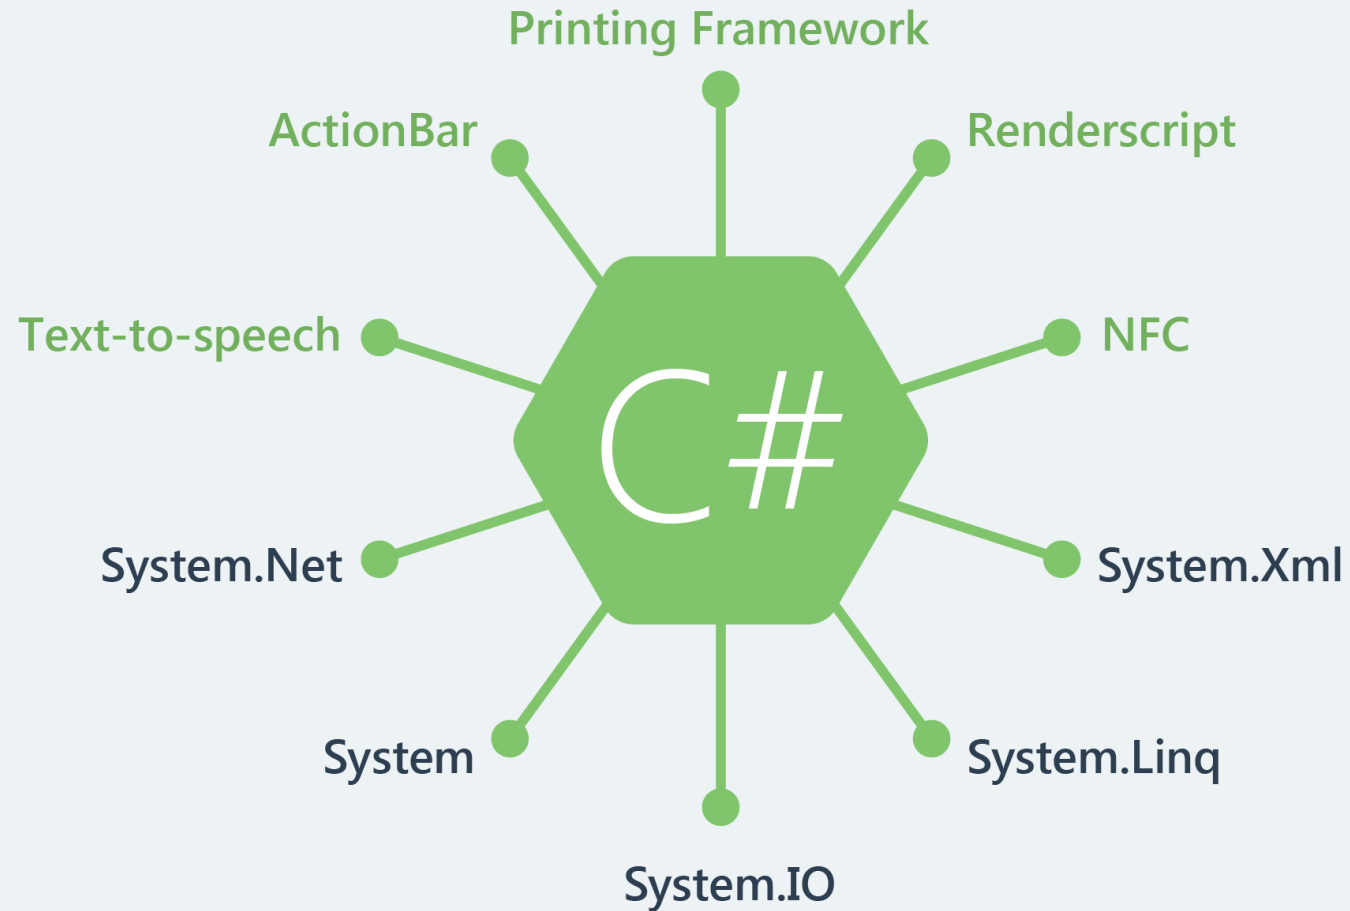 Printing Framework
ActionBar
Renderscript
Text-to-speech
NFC
C#
System.Net
System.Xml
System
System.Linq
System.IO